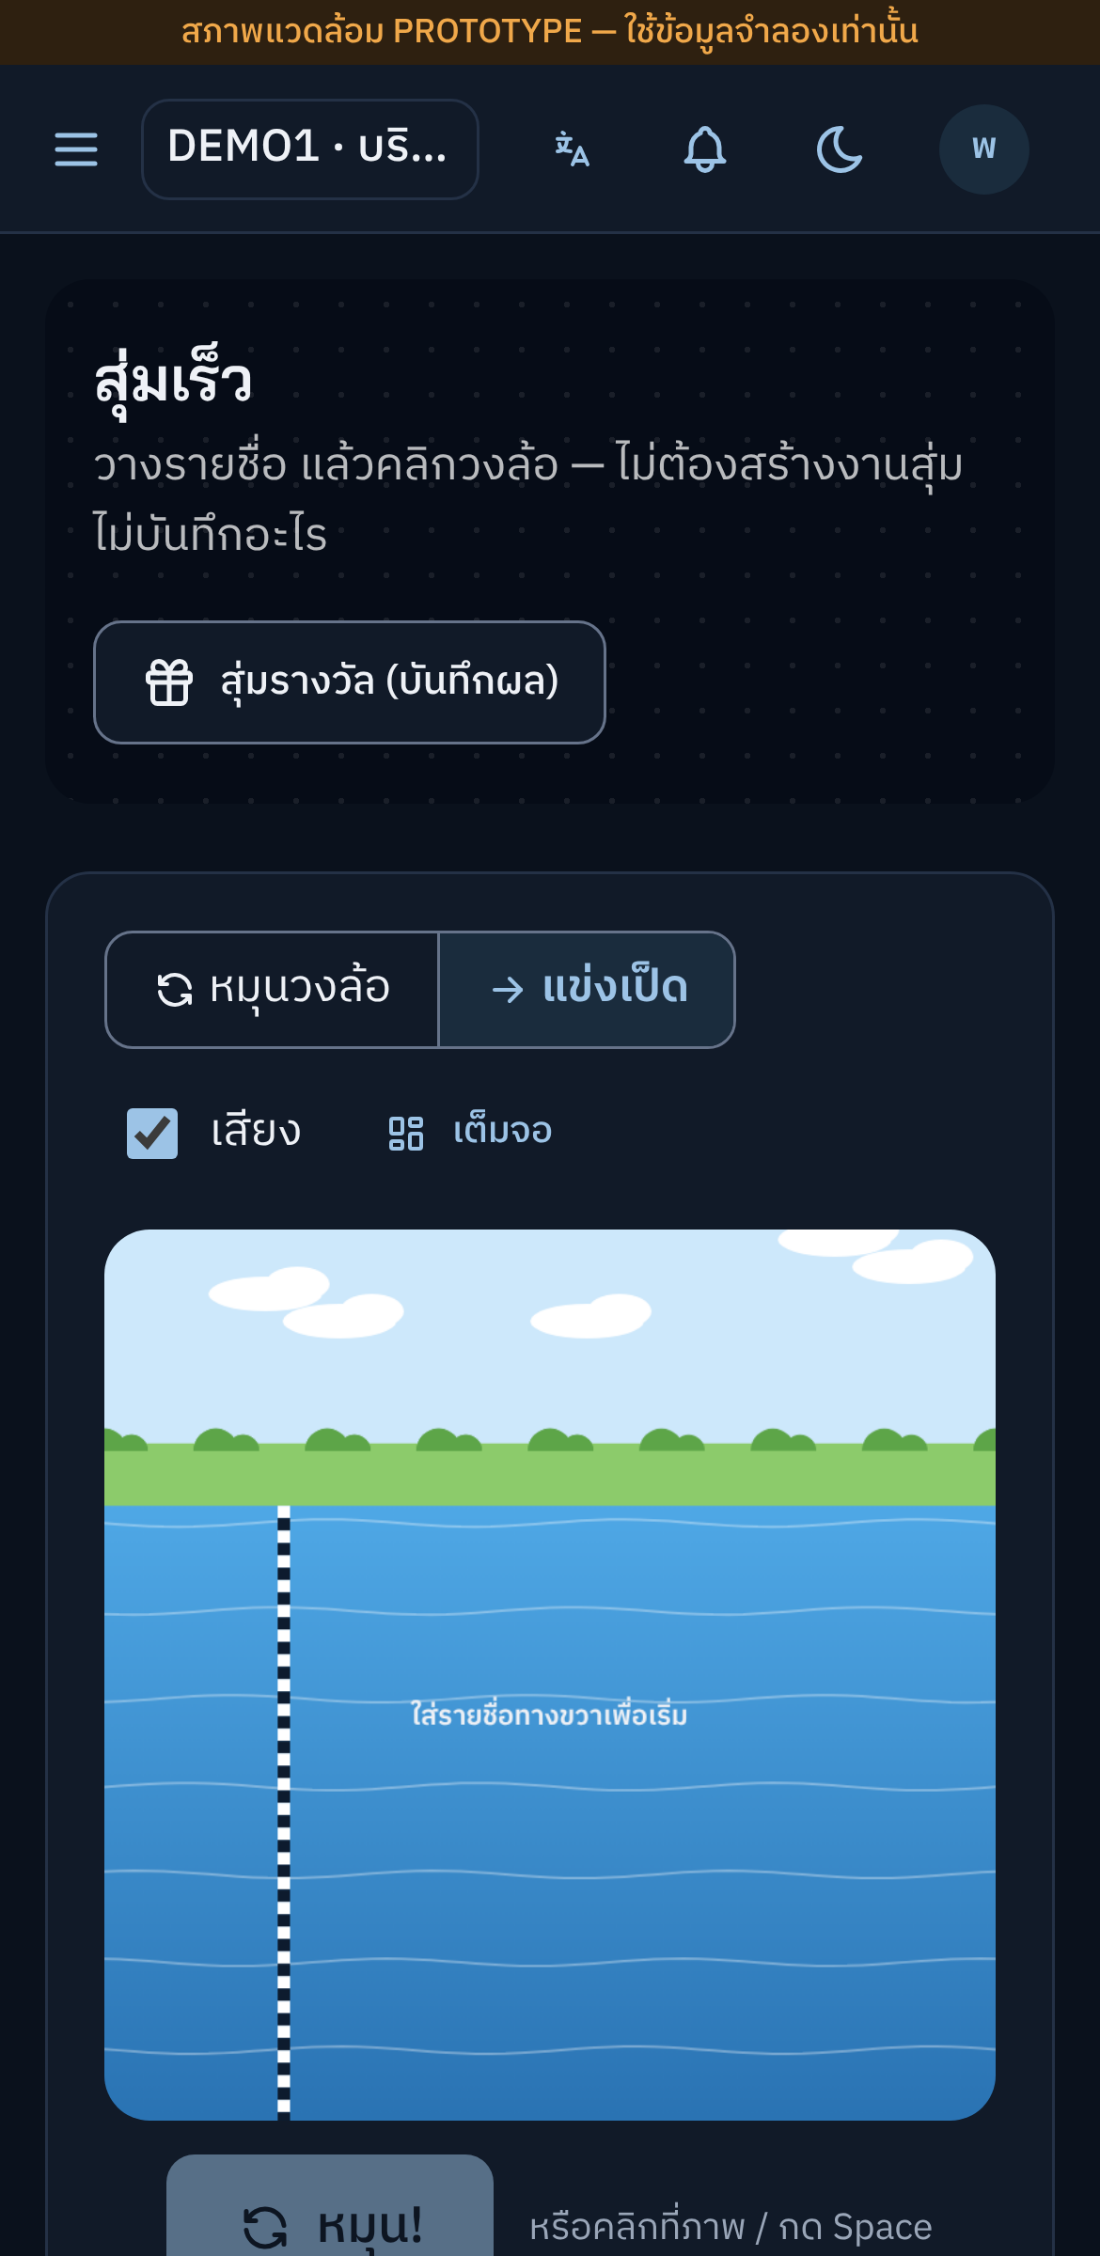 สภาพแวดล้อม PROTOTYPE — ใช้ข้อมูลจำลองเท่านั้น
DEMO1 · บริ...
W
สุ่มเร็ว
วางรายชื่อ แล้วคลิกวงล้อ — ไม่ต้องสร้างงานสุ่ม
ไม่บันทึกอะไร
สุ่มรางวัล (บันทึกผล)
หมุนวงล้อ
แข่งเป็ด
เสียง
เต็มจอ
ใส่รายชื่อทางขวาเพื่อเริ่ม
หมุน!
หรือคลิกที่ภาพ / กด Space